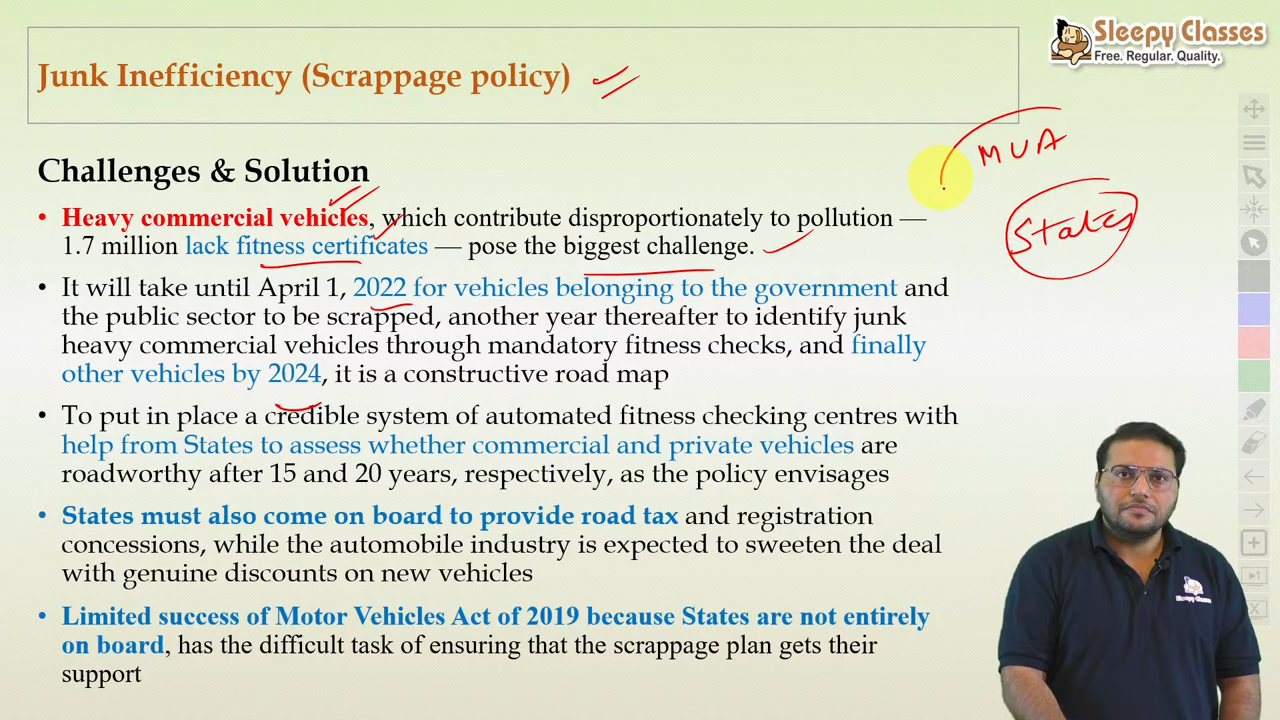 Junk Inefficiency (Scrappage policy)
Sleepy Classes
Free. Regular. Quality.
MVA
States
Challenges & Solution
• Heavy commercial vehicles, which contribute disproportionately to pollution —
1.7 million lack fitness certificates — pose the biggest challenge.
• It will take until April 1, 2022 for vehicles belonging to the government and
the public sector to be scrapped, another year thereafter to identify junk
heavy commercial vehicles through mandatory fitness checks, and finally
other vehicles by 2024, it is a constructive road map
• To put in place a credible system of automated fitness checking centres with
help from States to assess whether commercial and private vehicles are
roadworthy after 15 and 20 years, respectively, as the policy envisages
• States must also come on board to provide road tax and registration
concessions, while the automobile industry is expected to sweeten the deal
with genuine discounts on new vehicles
• Limited success of Motor Vehicles Act of 2019 because States are not entirely
on board, has the difficult task of ensuring that the scrappage plan gets their
support
Sleepy Classes